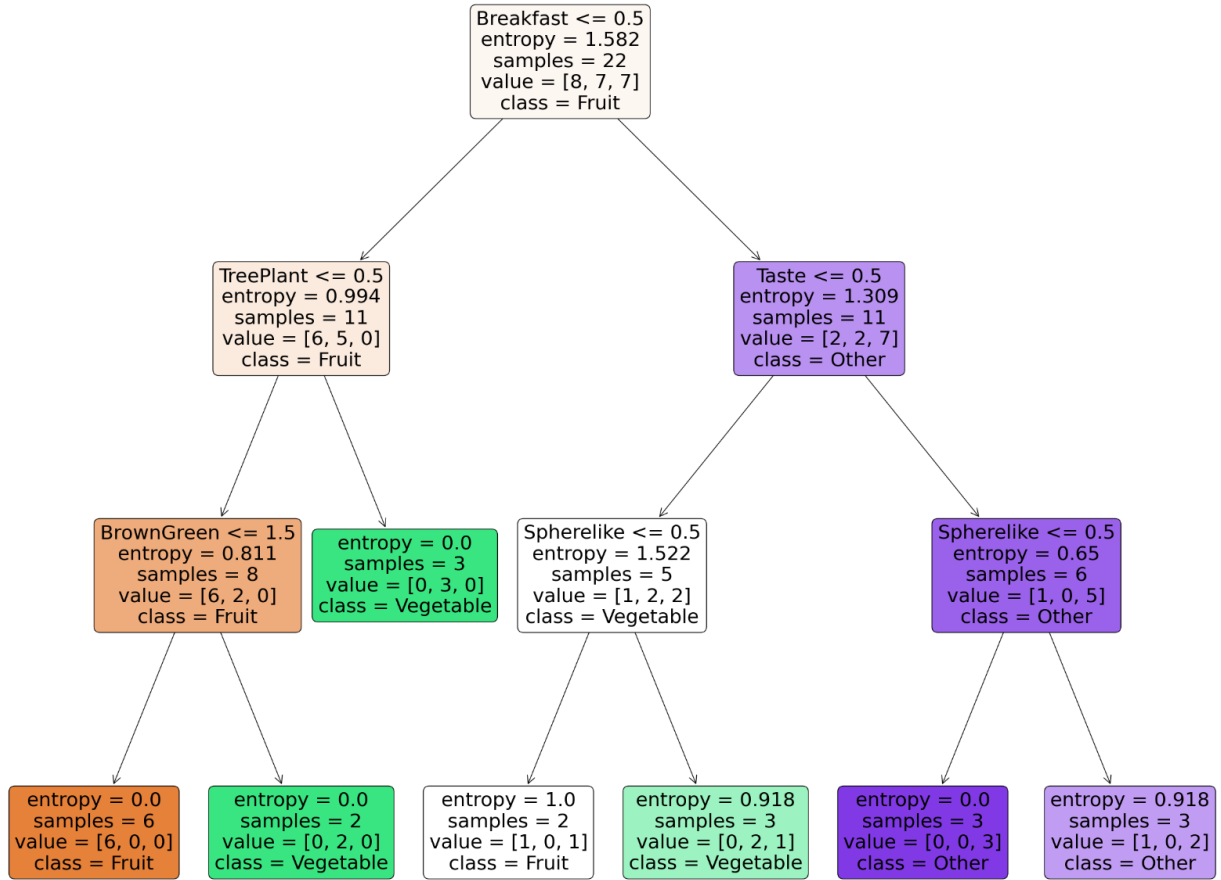 Breakfast <= 0.5
entropy = 1.582
samples = 22
value = [8, 7, 7]
class = Fruit
TreePlant <= 0.5
entropy = 0.994
samples = 11
value = [6, 5, 0]
class = Fruit
Taste <= 0.5
entropy = 1.309
samples = 11
value = [2, 2, 7]
class = Other
BrownGreen <= 1.5
entropy = 0.811
samples = 8
value = [6, 2, 0]
class = Fruit
entropy = 0.0
samples = 3
value = [0, 3, 0]
class = Vegetable
Spherelike <= 0.5
entropy = 1.522
samples = 5
value = [1, 2, 2]
class = Vegetable
Spherelike <= 0.5
entropy = 0.65
samples = 6
value = [1, 0, 5]
class = Other
entropy = 0.0
samples = 6
value = [6, 0, 0]
class = Fruit
entropy = 0.0
samples = 2
value = [0, 2, 0]
class = Vegetable
entropy = 1.0
samples = 2
value = [1, 0, 1]
class = Fruit
entropy = 0.918
samples = 3
value = [0, 2, 1]
class = Vegetable
entropy = 0.0
samples = 3
value = [0, 0, 3]
class = Other
entropy = 0.918
samples = 3
value = [1, 0, 2]
class = Other